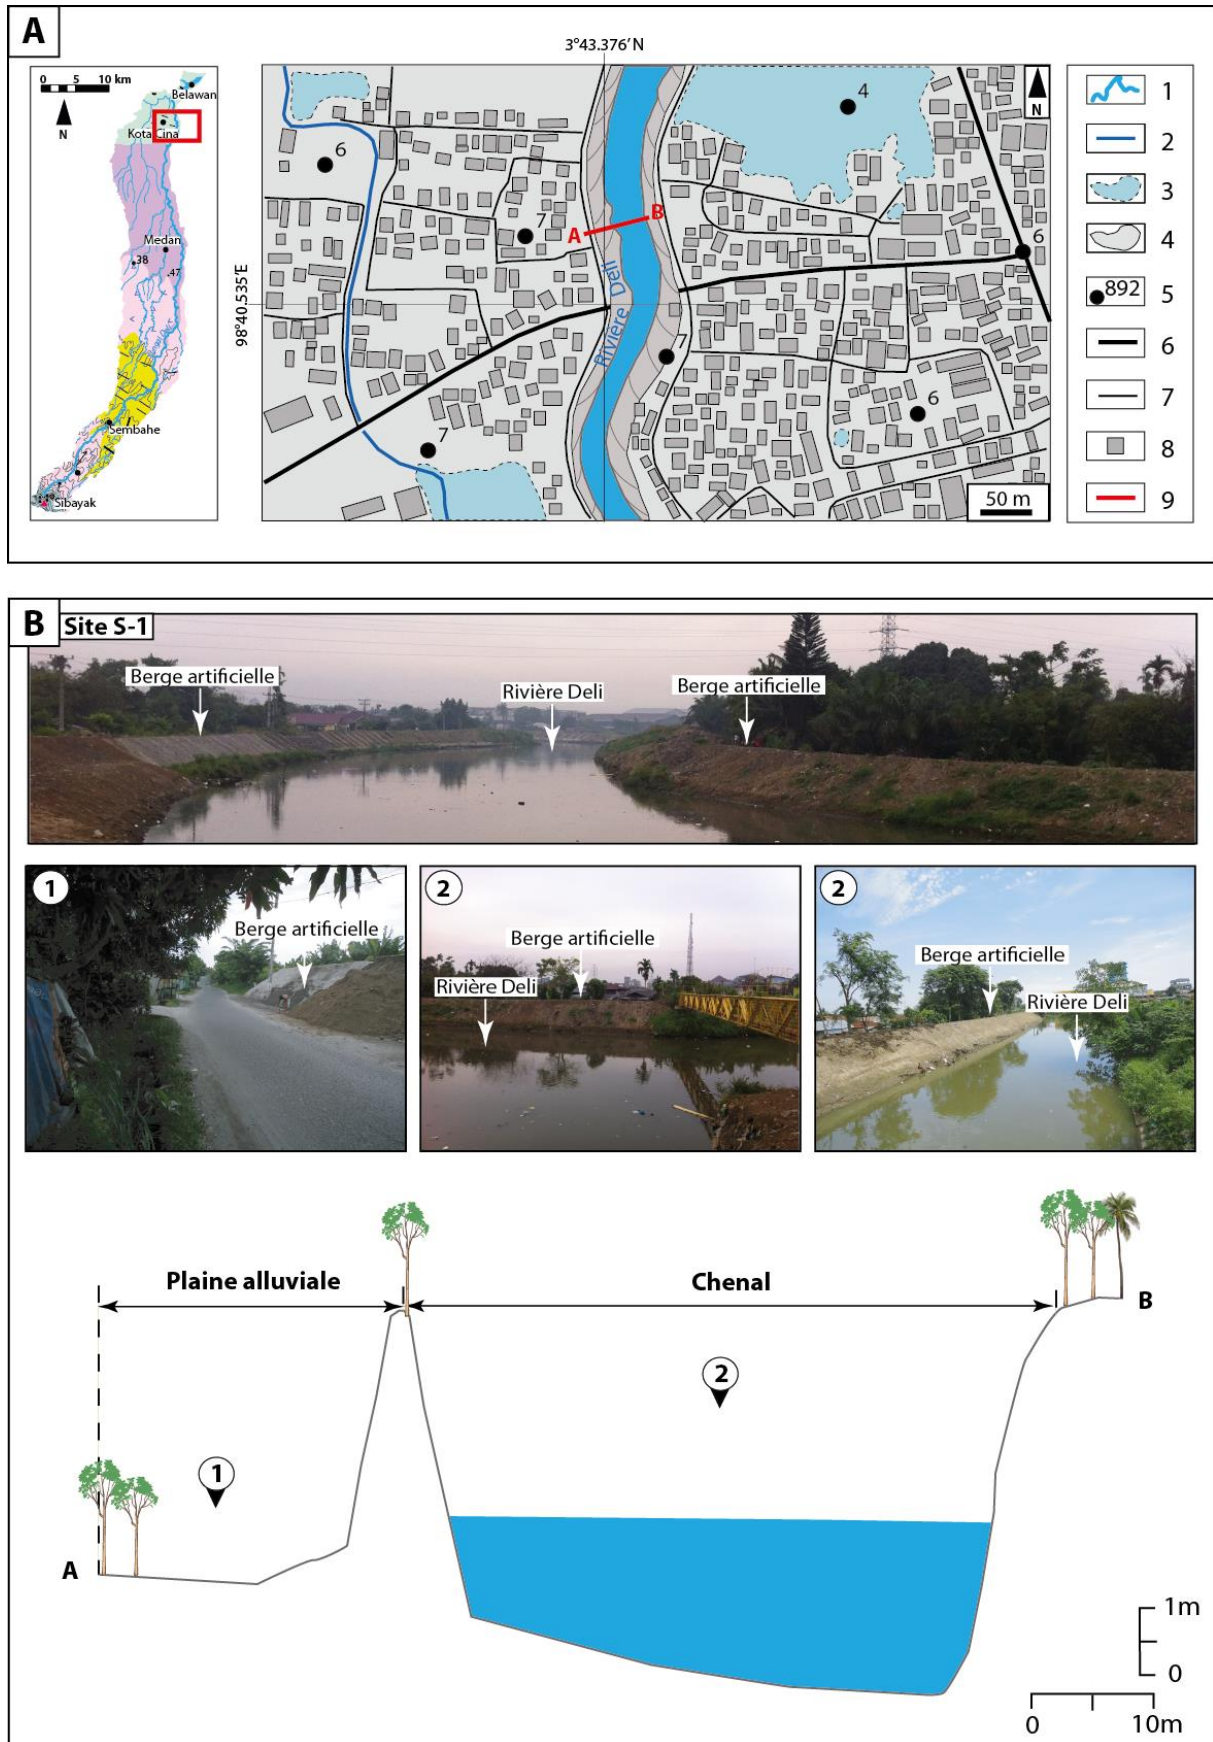 A
3°43.376′N
0 5 10 km
N
Belawan
Kota Cina
Medan
.38
.47
Sembahe
Sibayak
98°40.535′E
N
4
6
7
A
B
6
Rivière Deli
7
6
7
50 m
1
2
3
4
892 5
6
7
8
9
B Site S-1
Berge artificielle
Rivière Deli
Berge artificielle
1
Berge artificielle
2
Berge artificielle
Rivière Deli
2
Berge artificielle
Rivière Deli
Plaine alluviale
Chenal
B
2
1
A
1m
0
0 10m